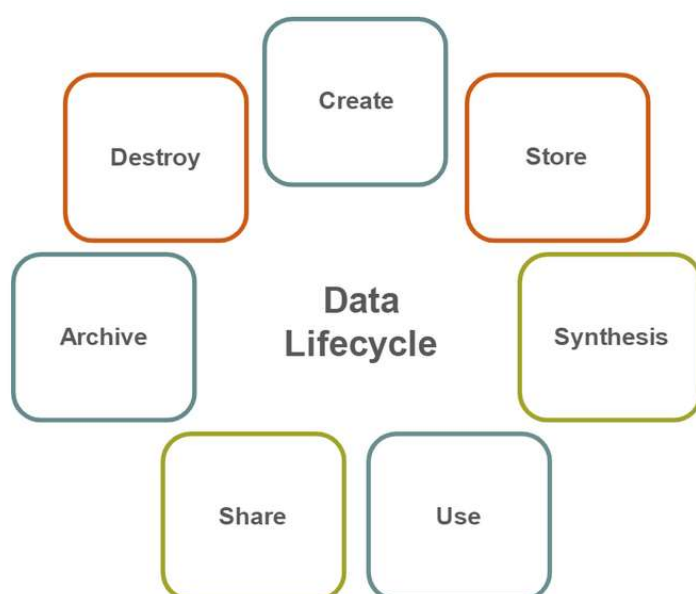 Create
Destroy
Store
Data
Lifecycle
Archive
Synthesis
Share
Use